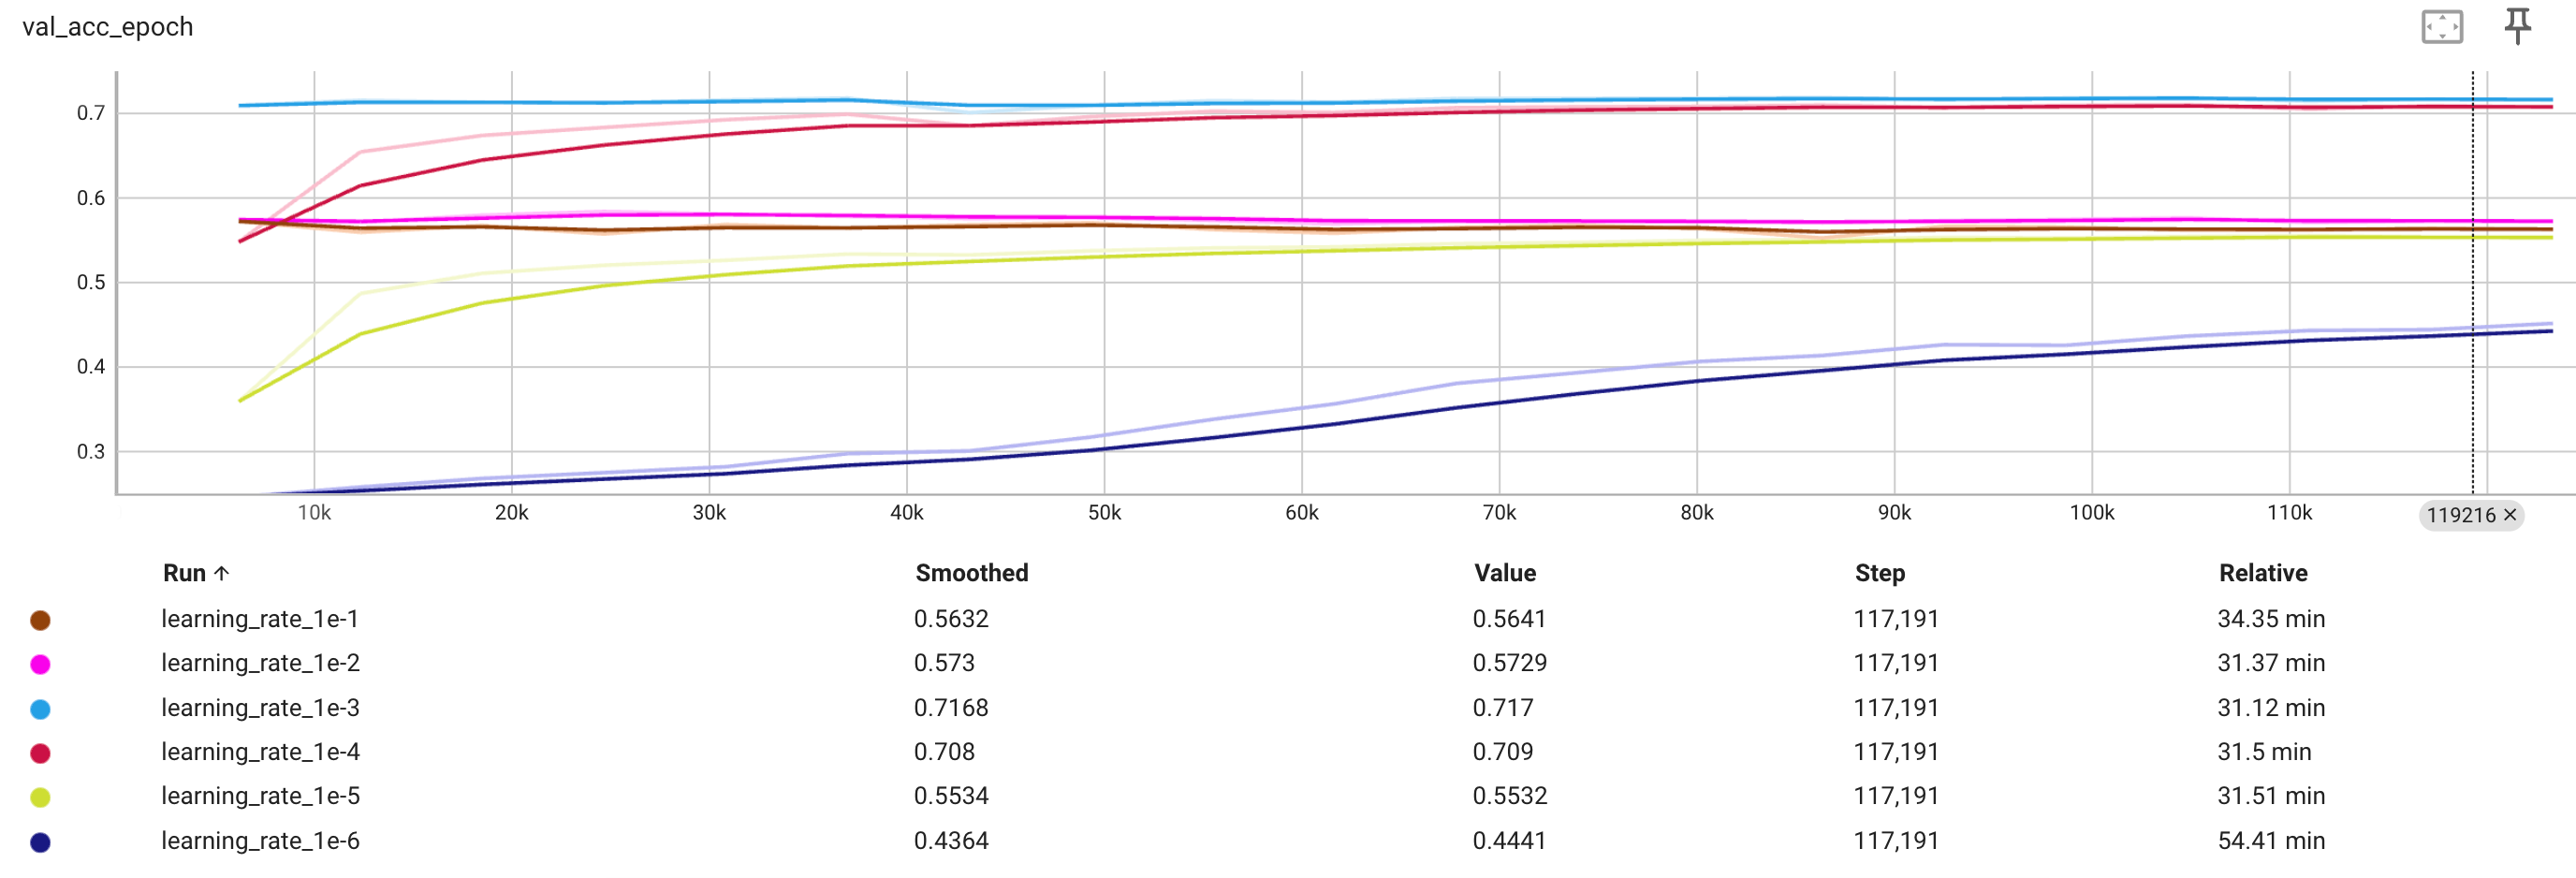 val_acc_epoch
0.7
0.6
0.5
0.4
0.3
10k 20k 30k 40k 50k 60k 70k 80k 90k 100k 110k 119216 ×
Run ↑ Smoothed Value Step Relative
learning_rate_1e-1 0.5632 0.5641 117,191 34.35 min
learning_rate_1e-2 0.573 0.5729 117,191 31.37 min
learning_rate_1e-3 0.7168 0.717 117,191 31.12 min
learning_rate_1e-4 0.708 0.709 117,191 31.5 min
learning_rate_1e-5 0.5534 0.5532 117,191 31.51 min
learning_rate_1e-6 0.4364 0.4441 117,191 54.41 min